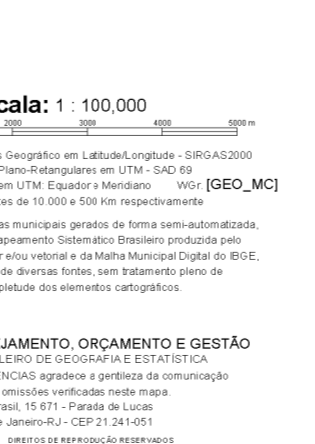 cala: 1 : 100,000
2000 3000 4000 5000 m
s Geográfico em Latitude/Longitude - SIRGAS2000
Plano-Retangulares em UTM - SAD 69
em UTM: Equador e Meridiano WGr. [GEO_MC]
tes de 10.000 e 500 Km respectivamente
as municipais gerados de forma semi-automatizada,
apeamento Sistemático Brasileiro produzida pelo
r e/ou vetorial e da Malha Municipal Digital do IBGE,
de diversas fontes, sem tratamento pleno de
pletude dos elementos cartográficos.
JAMENTO, ORÇAMENTO E GESTÃO
LEIRO DE GEOGRAFIA E ESTATÍSTICA
ÊNCIAS agradece a gentileza da comunicação
omissões verificadas neste mapa.
rasil, 15 671 - Parada de Lucas
e Janeiro-RJ - CEP 21.241-051
DIREITOS DE REPRODUÇÃO RESERVADOS